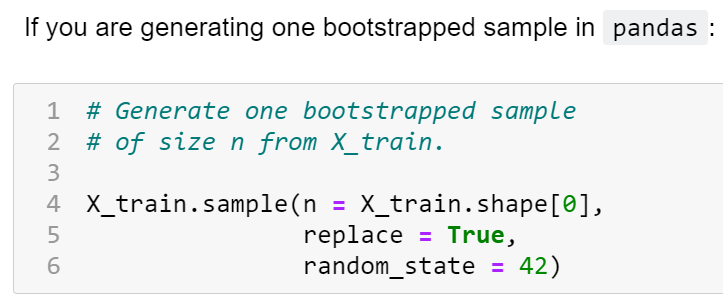 If you are generating one bootstrapped sample in pandas :
1 # Generate one bootstrapped sample
2 # of size n from X_train.
3
4 X_train.sample(n = X_train.shape[0],
5                replace = True,
6                random_state = 42)